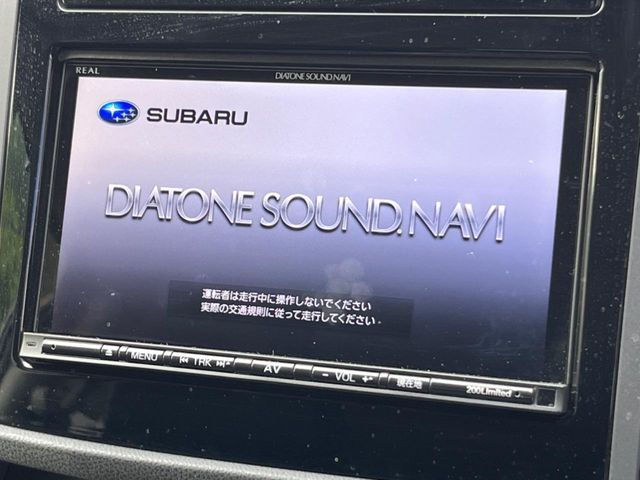 REAL
DIATONE SOUND.NAVI
SUBARU
DIATONE SOUND.NAVI
運転者は走行中に操作しないでください
実際の交通規則に従って走行してください
MENU TRK AV - VOL + 現在地 200Limited